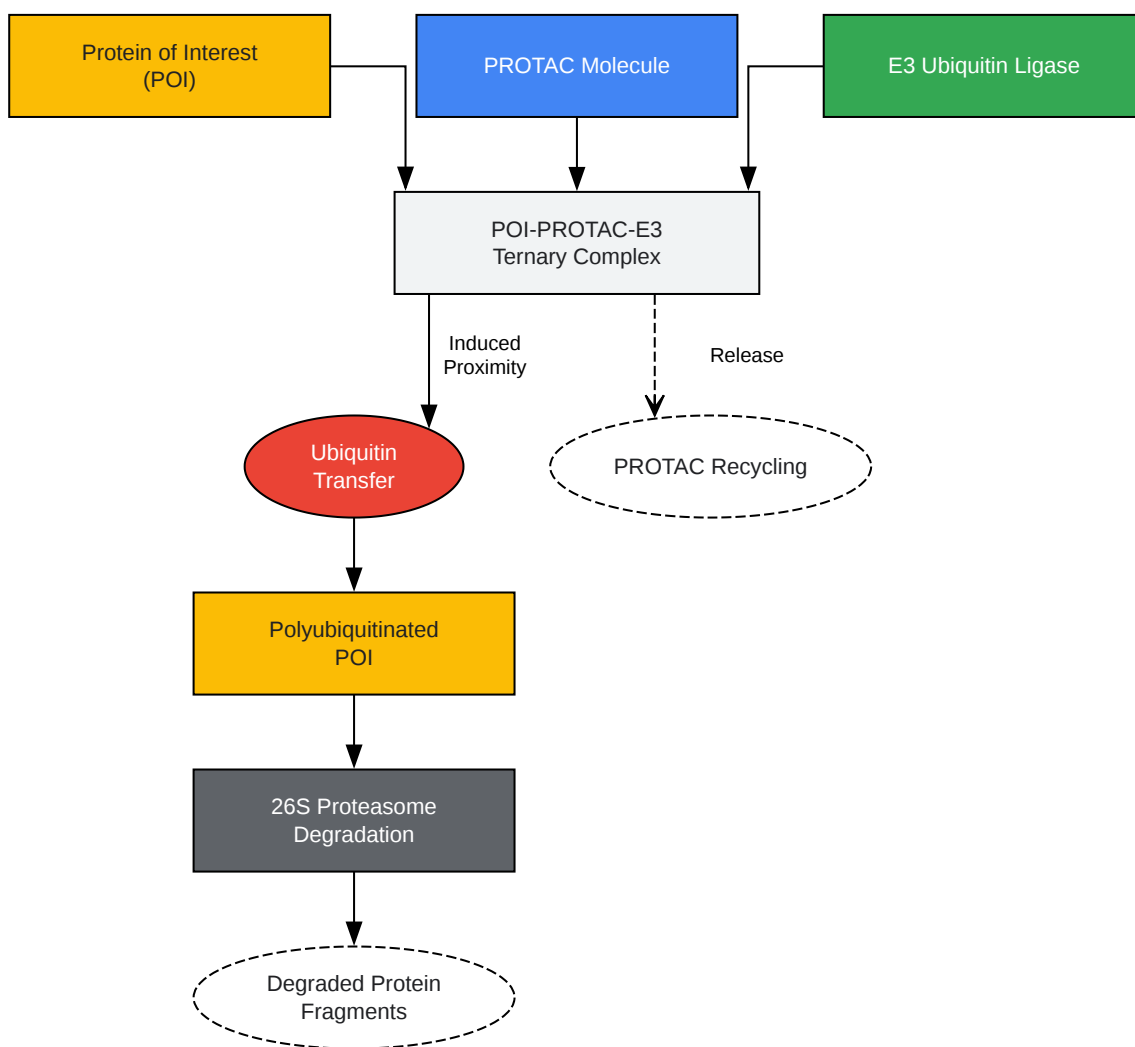 Protein of Interest
(POI)
PROTAC Molecule
E3 Ubiquitin Ligase
POI-PROTAC-E3
Ternary Complex
Induced
Proximity
Release
Ubiquitin
Transfer
PROTAC Recycling
Polyubiquitinated
POI
26S Proteasome
Degradation
Degraded Protein
Fragments